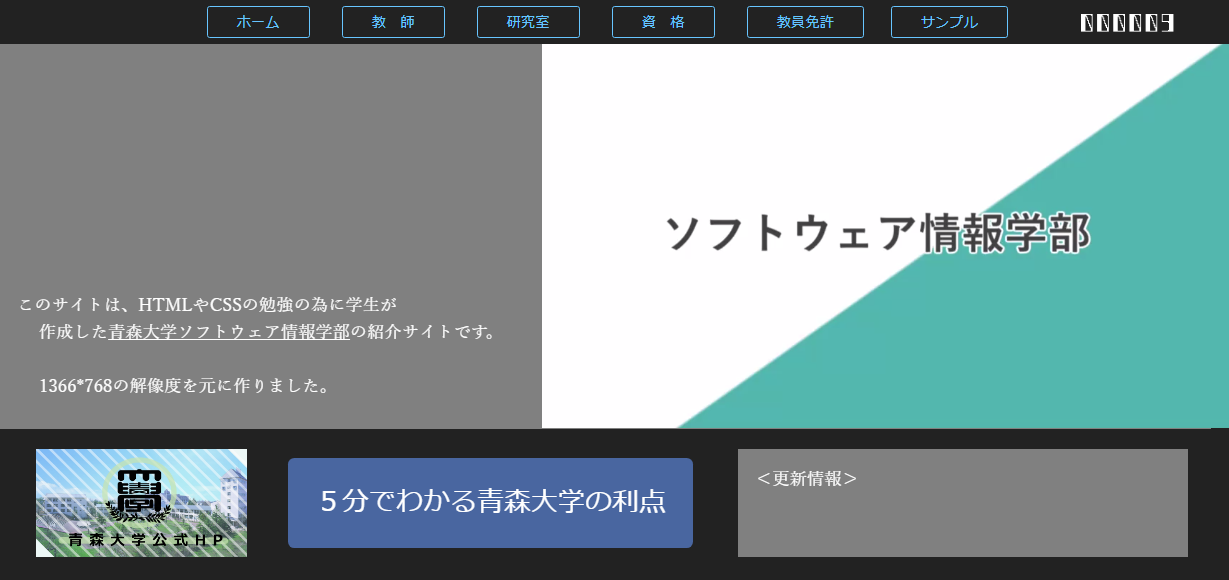 ホーム
教　師
研究室
資　格
教員免許
サンプル
000009
ソフトウェア情報学部
このサイトは、HTMLやCSSの勉強の為に学生が
作成した青森大学ソフトウェア情報学部の紹介サイトです。
1366*768の解像度を元に作りました。
青森大学公式HP
５分でわかる青森大学の利点
＜更新情報＞